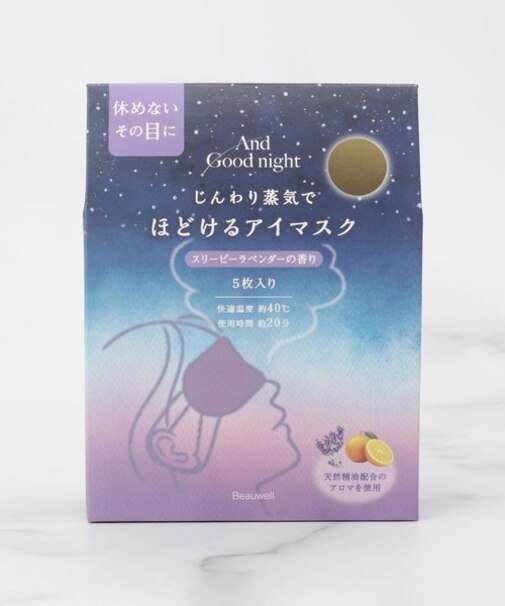 休めない
その目に
And
Good night
じんわり蒸気で
ほどけるアイマスク
スリーピーラベンダーの香り
5枚入り
快適温度 約40℃
使用時間 約20分
天然精油配合の
アロマを使用
Beauwell